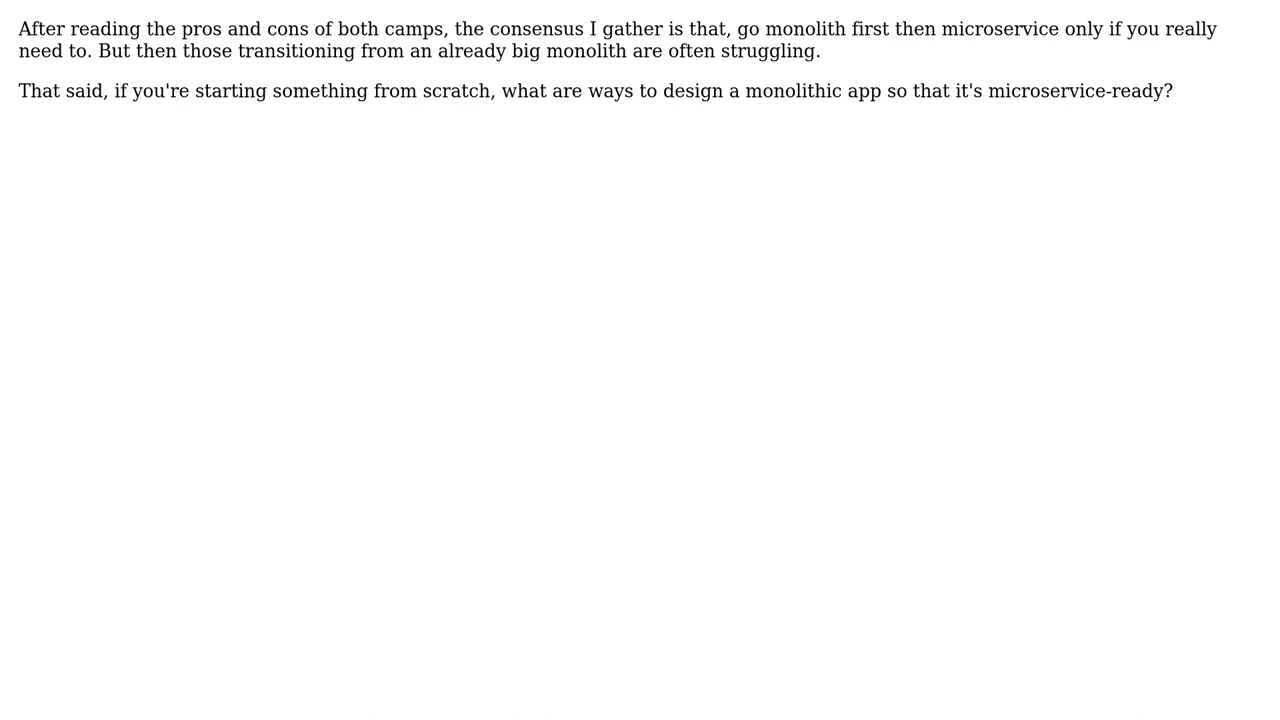 After reading the pros and cons of both camps, the consensus I gather is that, go monolith first then microservice only if you really
need to. But then those transitioning from an already big monolith are often struggling.
That said, if you're starting something from scratch, what are ways to design a monolithic app so that it's microservice-ready?